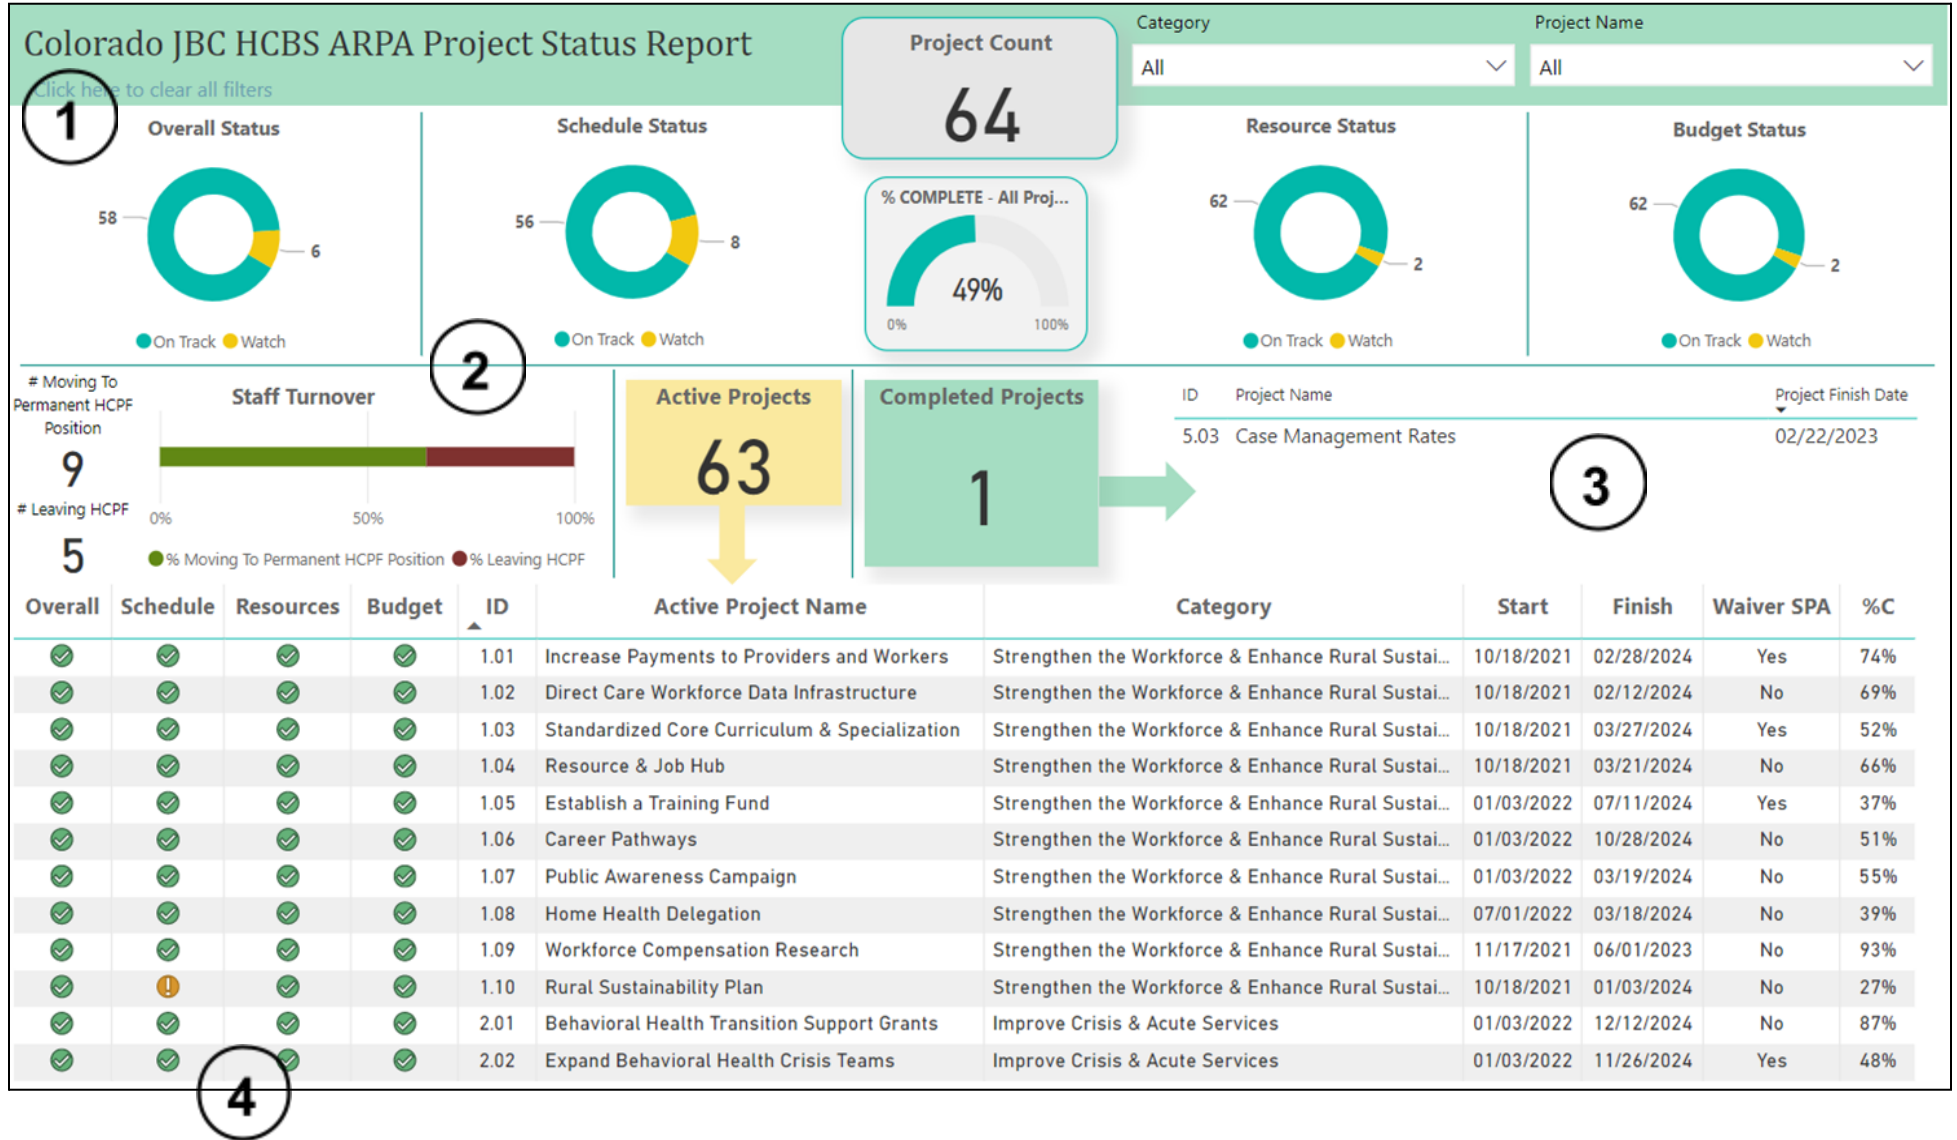 Colorado JBC HCBS ARPA Project Status Report
Click here to clear all filters
Project Count
64
Category
All
Project Name
All
1
Overall Status
58
6
On Track Watch
Schedule Status
56
8
On Track Watch
% COMPLETE - All Proj...
49%
0% 100%
Resource Status
62
2
On Track Watch
Budget Status
62
2
On Track Watch
2
# Moving To
Permanent HCPF
Position
9
# Leaving HCPF
5
Staff Turnover
0% 50% 100%
% Moving To Permanent HCPF Position % Leaving HCPF
Active Projects
63
Completed Projects
1
ID Project Name Project Finish Date
5.03 Case Management Rates 02/22/2023
3
Overall Schedule Resources Budget ID Active Project Name Category Start Finish Waiver SPA %C
1.01 Increase Payments to Providers and Workers Strengthen the Workforce & Enhance Rural Sustai... 10/18/2021 02/28/2024 Yes 74%
1.02 Direct Care Workforce Data Infrastructure Strengthen the Workforce & Enhance Rural Sustai... 10/18/2021 02/12/2024 No 69%
1.03 Standardized Core Curriculum & Specialization Strengthen the Workforce & Enhance Rural Sustai... 10/18/2021 03/27/2024 Yes 52%
1.04 Resource & Job Hub Strengthen the Workforce & Enhance Rural Sustai... 10/18/2021 03/21/2024 No 66%
1.05 Establish a Training Fund Strengthen the Workforce & Enhance Rural Sustai... 01/03/2022 07/11/2024 Yes 37%
1.06 Career Pathways Strengthen the Workforce & Enhance Rural Sustai... 01/03/2022 10/28/2024 No 51%
1.07 Public Awareness Campaign Strengthen the Workforce & Enhance Rural Sustai... 01/03/2022 03/19/2024 No 55%
1.08 Home Health Delegation Strengthen the Workforce & Enhance Rural Sustai... 07/01/2022 03/18/2024 No 39%
1.09 Workforce Compensation Research Strengthen the Workforce & Enhance Rural Sustai... 11/17/2021 06/01/2023 No 93%
1.10 Rural Sustainability Plan Strengthen the Workforce & Enhance Rural Sustai... 10/18/2021 01/03/2024 No 27%
2.01 Behavioral Health Transition Support Grants Improve Crisis & Acute Services 01/03/2022 12/12/2024 No 87%
2.02 Expand Behavioral Health Crisis Teams Improve Crisis & Acute Services 01/03/2022 11/26/2024 Yes 48%
4